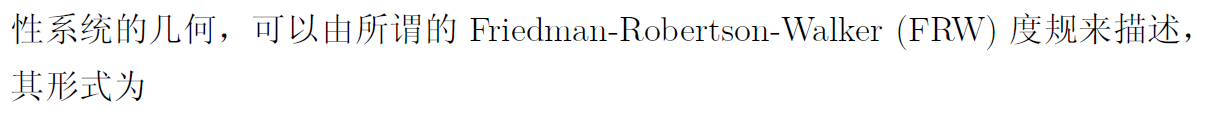 性系统的几何，可以由所谓的 Friedman-Robertson-Walker (FRW) 度规来描述，
其形式为